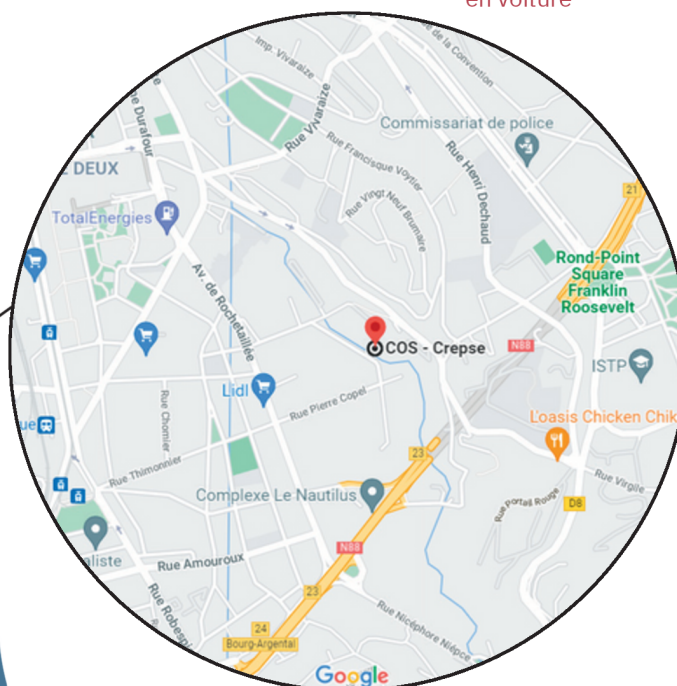 en voiture
de la Convention
Imp. Vivaraize
Rue Vivaraize
Durafour
Commissariat de police
DEUX
Rue Francisque Voytier
Rue Henri Dechaud
Rue Vingt Neuf Brumaire
21
TotalEnergies
Rond-Point
Square
Franklin
Roosevelt
Av. de Rochetaillée
COS - Crepse
N88
ISTP
Lidl
Rue Chomier
Rue Pierre Copel
Loasis Chicken Chik
23
Rue Thimonnier
Rue Virgile
Complexe Le Nautilus
Rue Portail Rouge
D8
N88
Rue Amouroux
23
Rue Robespi
Rue Nicéphore Niépce
24
Bourg-Argental
Google